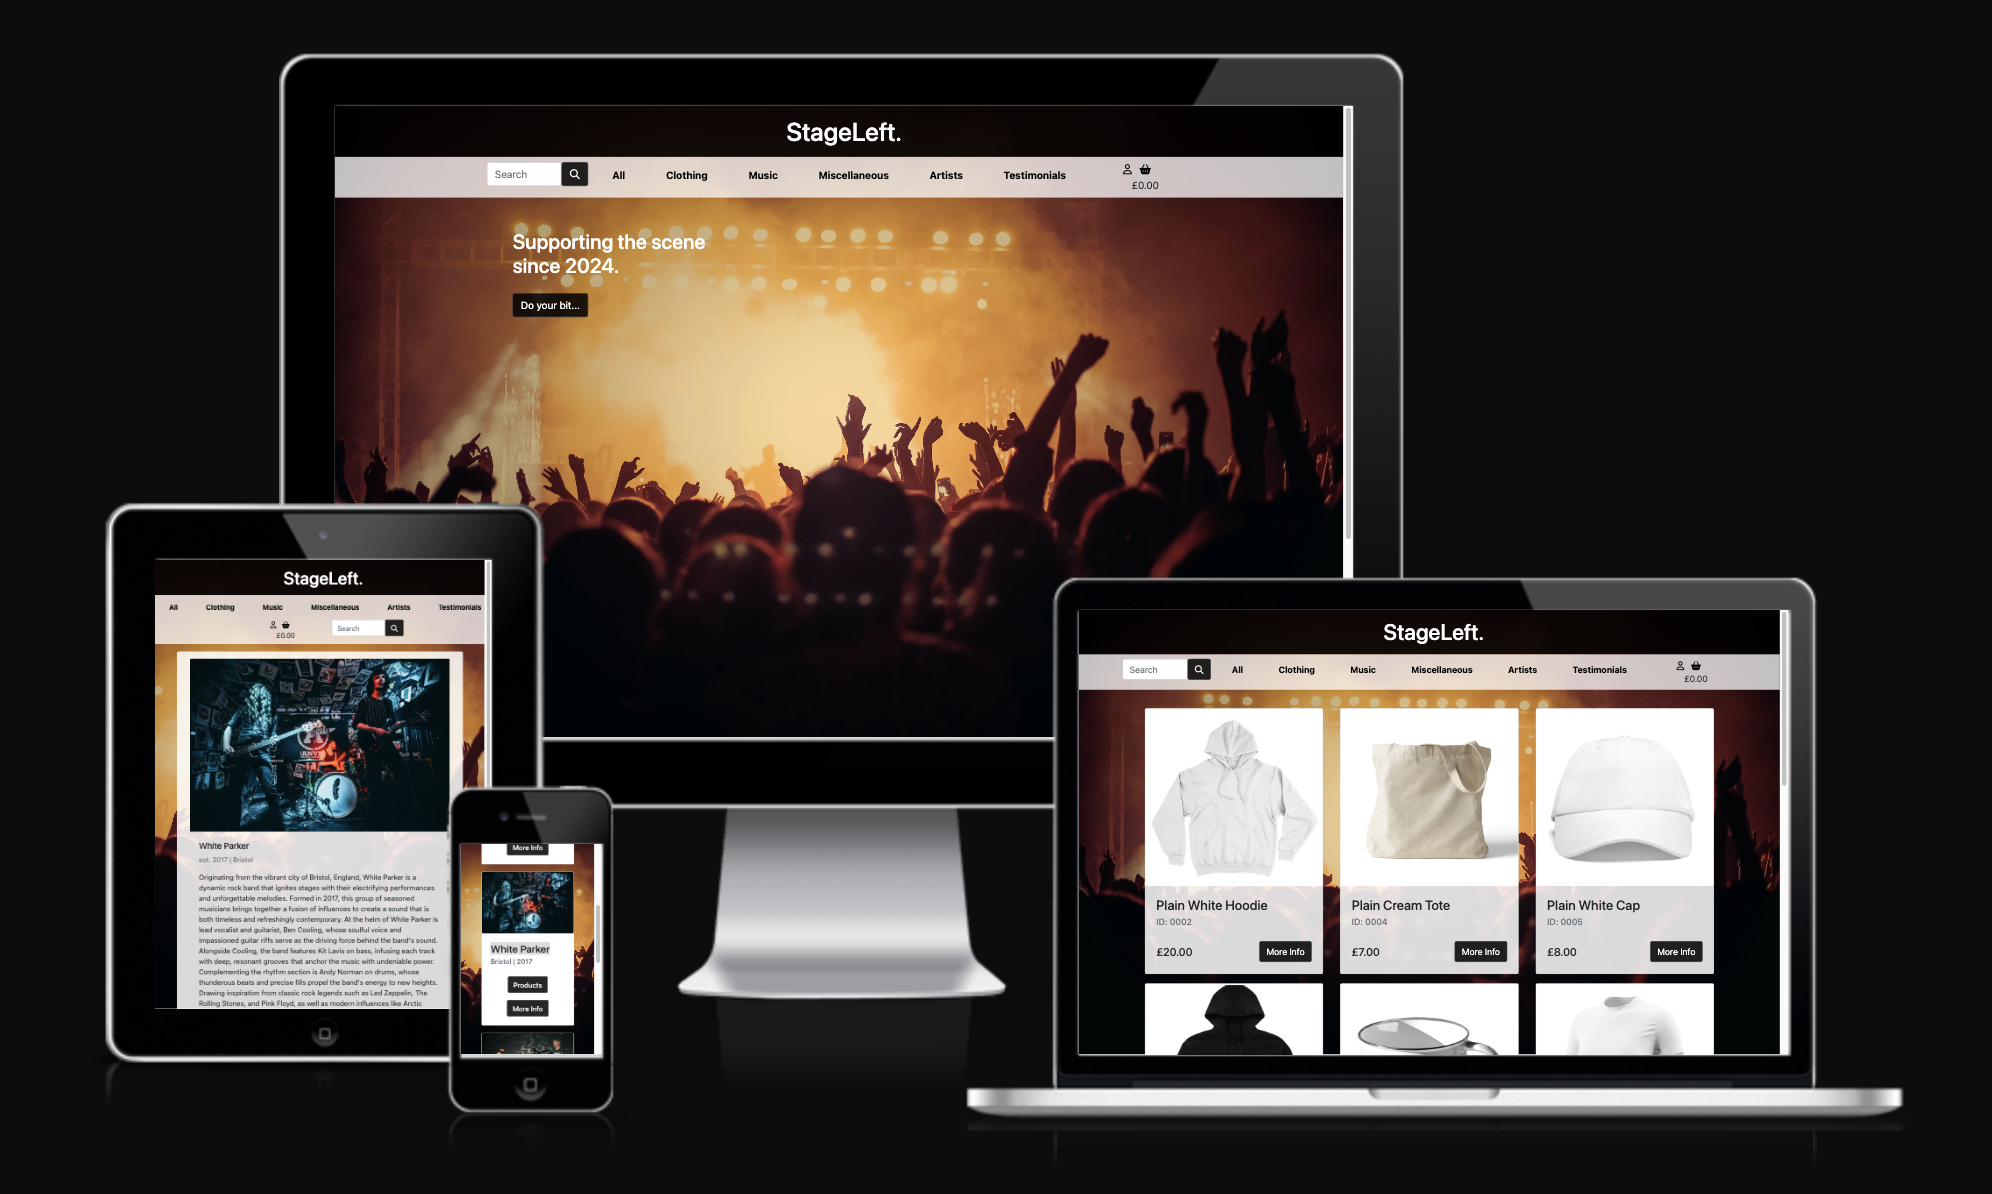 StageLeft.
Search
All
Clothing
Music
Miscellaneous
Artists
Testimonials
£0.00
Supporting the scene
since 2024.
Do your bit...
StageLeft.
All
Clothing
Music
Miscellaneous
Artists
Testimonials
£0.00
Search
White Parker
est. 2017 | Bristol
Originating from the vibrant city of Bristol, England, White Parker is a
dynamic rock band that ignites stages with their electrifying performances
and unforgettable melodies. Formed in 2017, this group of seasoned
musicians brings together a fusion of influences to create a sound that is
both timeless and refreshingly contemporary. At the helm of White Parker is
lead vocalist and guitarist, Ben Cooling, whose soulful voice and
impassioned guitar riffs serve as the driving force behind the band's sound.
Alongside Cooling, the band features Kit Lavis on bass, infusing each track
with deep, resonant grooves that anchor the music with undeniable power.
Complementing the rhythm section is Andy Norman on drums, whose
thunderous beats and precise fills propel the band's energy to new heights.
Drawing inspiration from classic rock legends such as Led Zeppelin, The
Rolling Stones, and Pink Floyd, as well as modern influences like Arctic
More Info
White Parker
Bristol | 2017
Products
More Info
StageLeft.
Search
All
Clothing
Music
Miscellaneous
Artists
Testimonials
£0.00
Plain White Hoodie
ID: 0002
£20.00
More Info
Plain Cream Tote
ID: 0004
£7.00
More Info
Plain White Cap
ID: 0005
£8.00
More Info